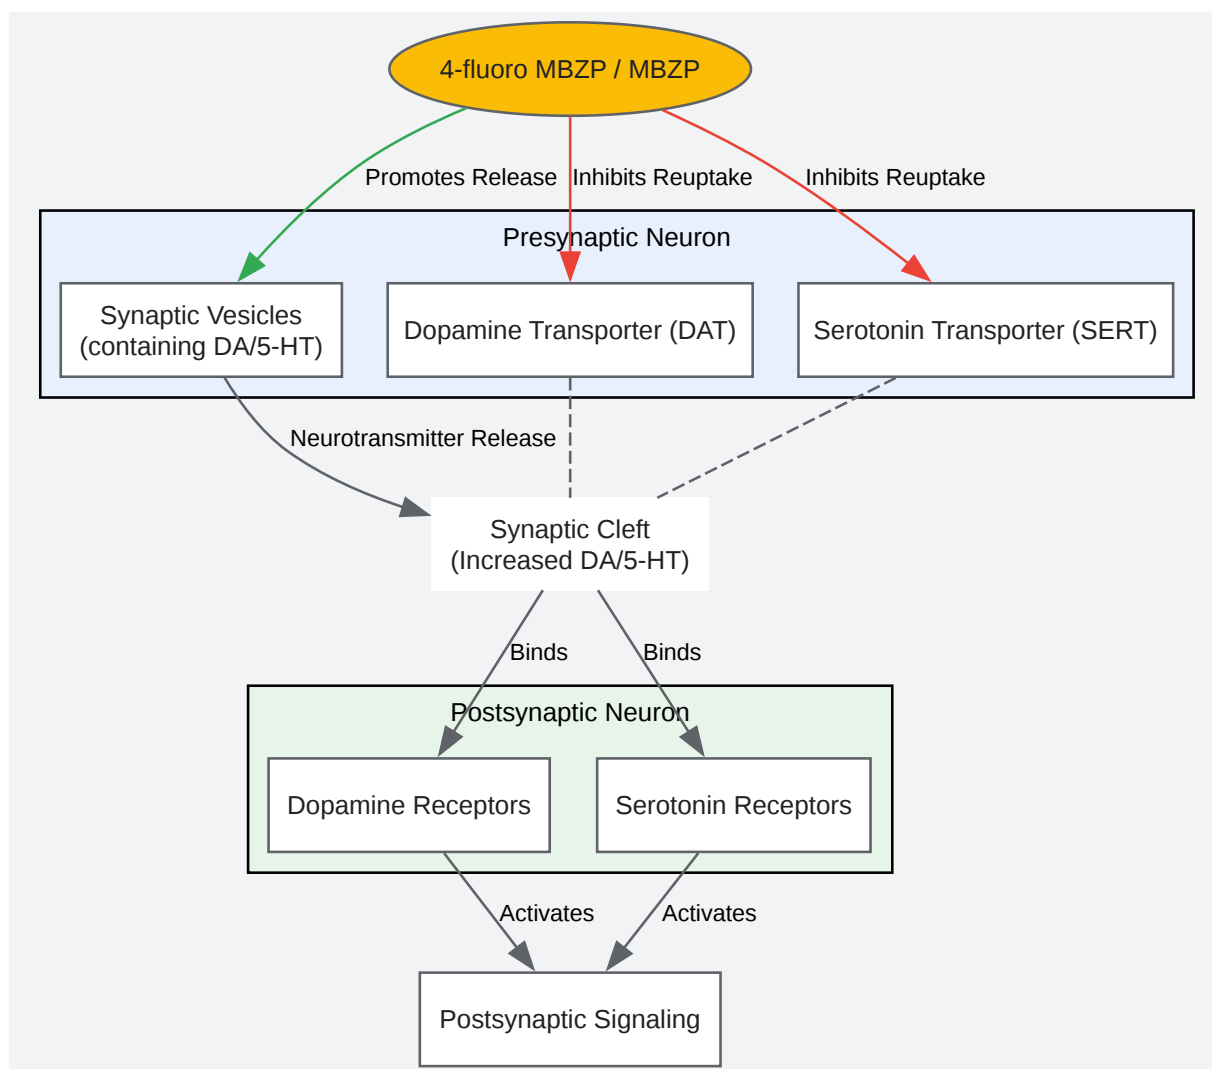 4-fluoro MBZP / MBZP
Promotes Release
Inhibits Reuptake
Inhibits Reuptake
Presynaptic Neuron
Synaptic Vesicles
(containing DA/5-HT)
Dopamine Transporter (DAT)
Serotonin Transporter (SERT)
Neurotransmitter Release
Synaptic Cleft
(Increased DA/5-HT)
Binds
Binds
Postsynaptic Neuron
Dopamine Receptors
Serotonin Receptors
Activates
Activates
Postsynaptic Signaling